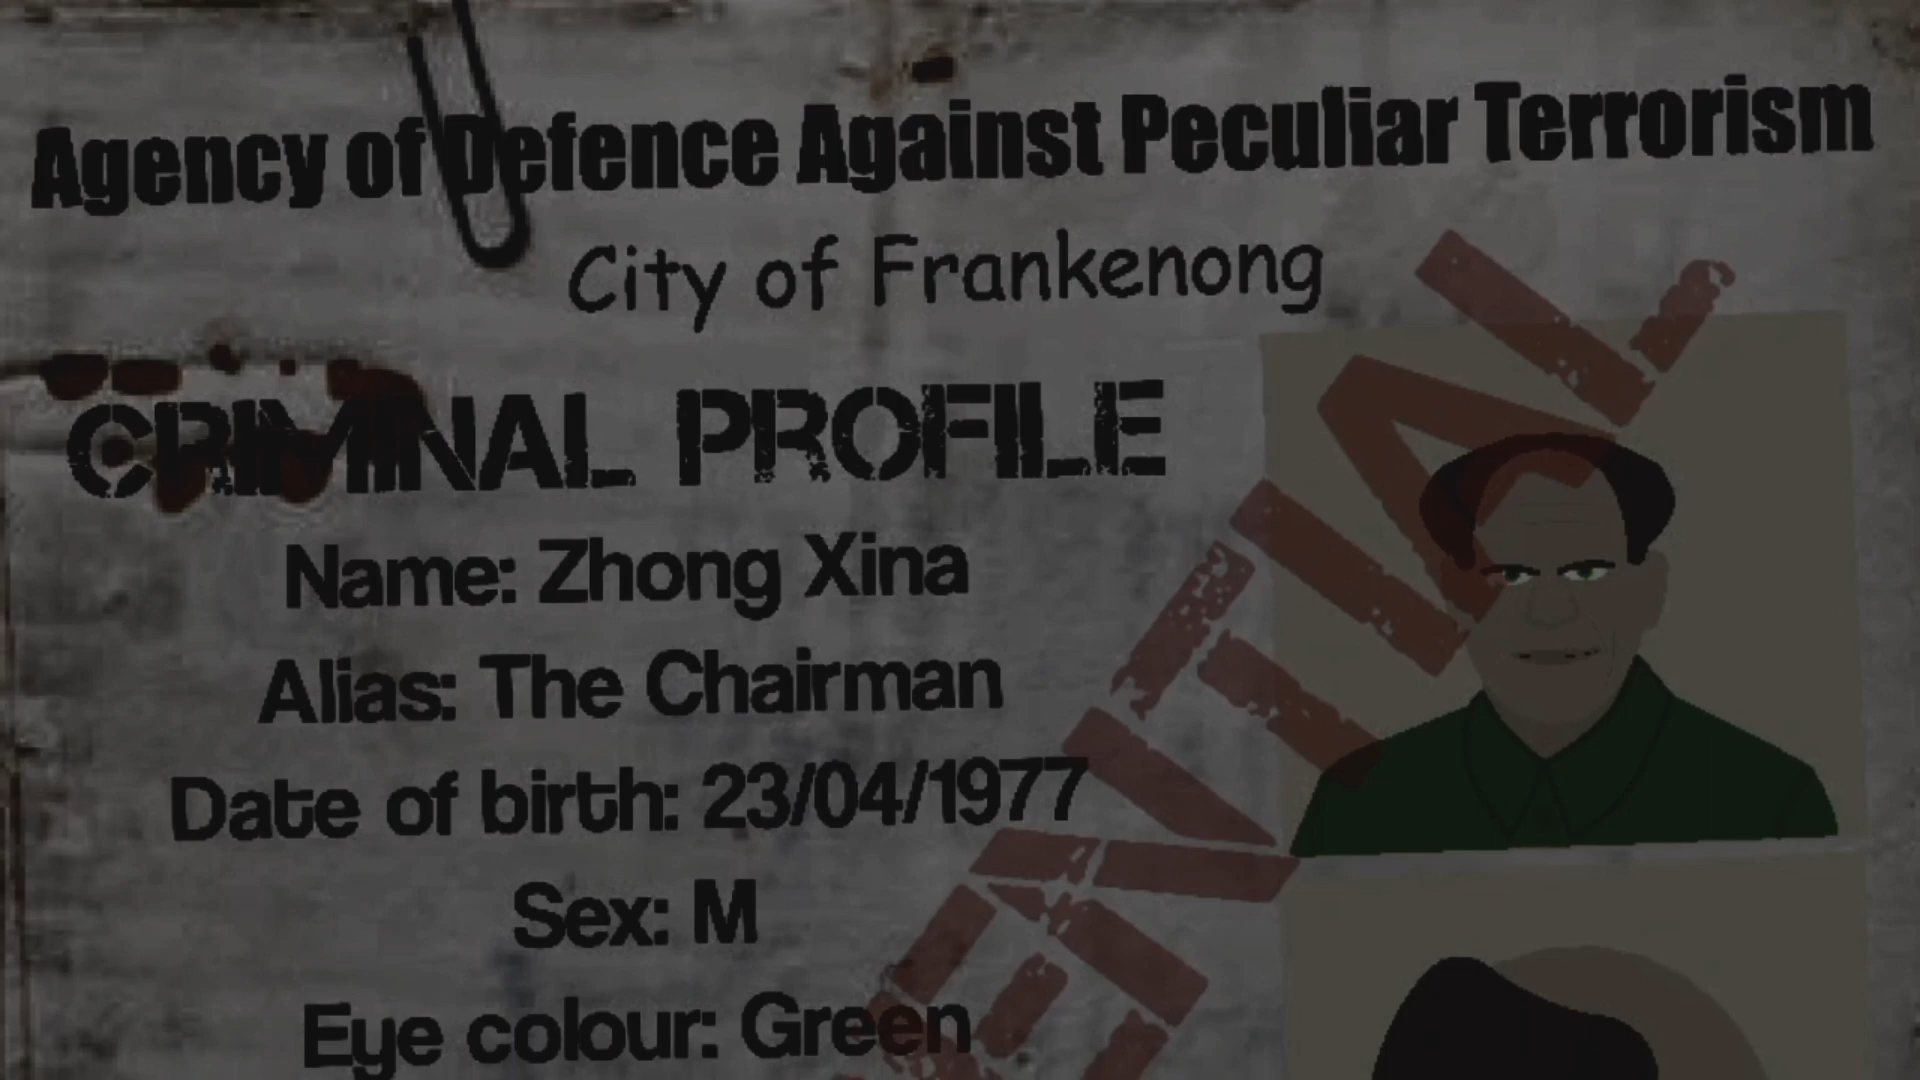 Agency of Defence Against Peculiar Terrorism
City of Frankenong
CRIMINAL PROFILE
Name: Zhong Xina
Alias: The Chairman
Date of birth: 23/04/1977
Sex: M
Eye colour: Green